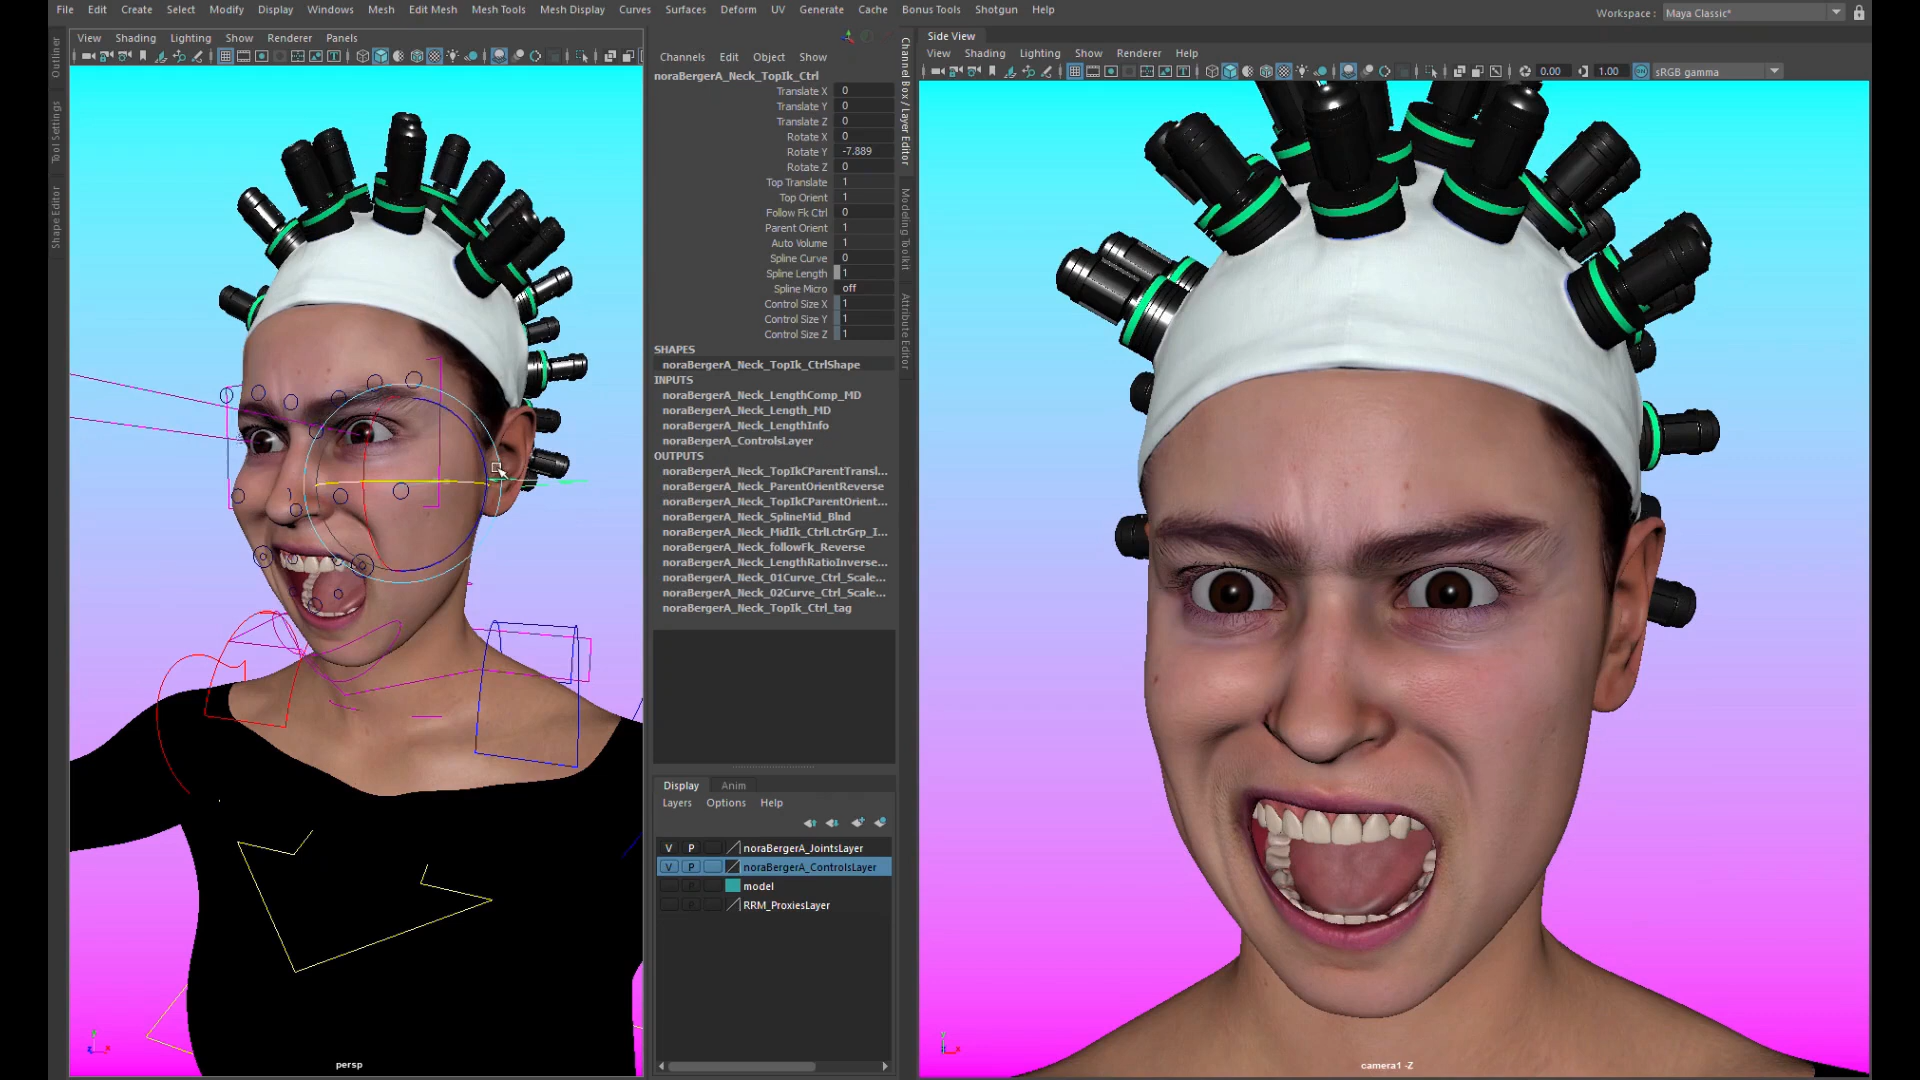 File Edit Create Select Modify Display Windows Mesh Edit Mesh Mesh Tools Mesh Display Curves Surfaces Deform UV Generate Cache Bonus Tools Shotgun Help
Workspace : Maya Classic*
Outliner
Tool Settings
Shape Editor
View Shading Lighting Show Renderer Panels
persp
Channels Edit Object Show
noraBergerA_Neck_TopIk_Ctrl
Translate X 0
Translate Y 0
Translate Z 0
Rotate X 0
Rotate Y -7.889
Rotate Z 0
Top Translate 1
Top Orient 1
Follow Fk Ctrl 0
Parent Orient 1
Auto Volume 1
Spline Curve 0
Spline Length 1
Spline Micro off
Control Size X 1
Control Size Y 1
Control Size Z 1
SHAPES
noraBergerA_Neck_TopIk_CtrlShape
INPUTS
noraBergerA_Neck_LengthComp_MD
noraBergerA_Neck_Length_MD
noraBergerA_Neck_LengthInfo
noraBergerA_ControlsLayer
OUTPUTS
noraBergerA_Neck_TopIkCParentTransl...
noraBergerA_Neck_ParentOrientReverse
noraBergerA_Neck_TopIkCParentOrient...
noraBergerA_Neck_SplineMid_Blnd
noraBergerA_Neck_MidIk_CtrlLctrGrp_I...
noraBergerA_Neck_followFk_Reverse
noraBergerA_Neck_LengthRatioInverse...
noraBergerA_Neck_01Curve_Ctrl_Scale...
noraBergerA_Neck_02Curve_Ctrl_Scale...
noraBergerA_Neck_TopIk_Ctrl_tag
Display Anim
Layers Options Help
V P noraBergerA_JointsLayer
V P noraBergerA_ControlsLayer
model
RRM_ProxiesLayer
Channel Box / Layer Editor
Modeling Toolkit
Attribute Editor
Side View
View Shading Lighting Show Renderer Help
0.00 1.00 sRGB gamma
camera1 -Z